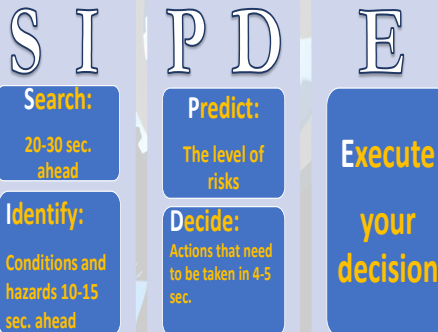 S I P D E
Search:
20-30 sec.
ahead
Identify:
Conditions and
hazards 10-15
sec. ahead
Predict:
The level of
risks
Decide:
Actions that need
to be taken in 4-5
sec.
Execute
your
decision